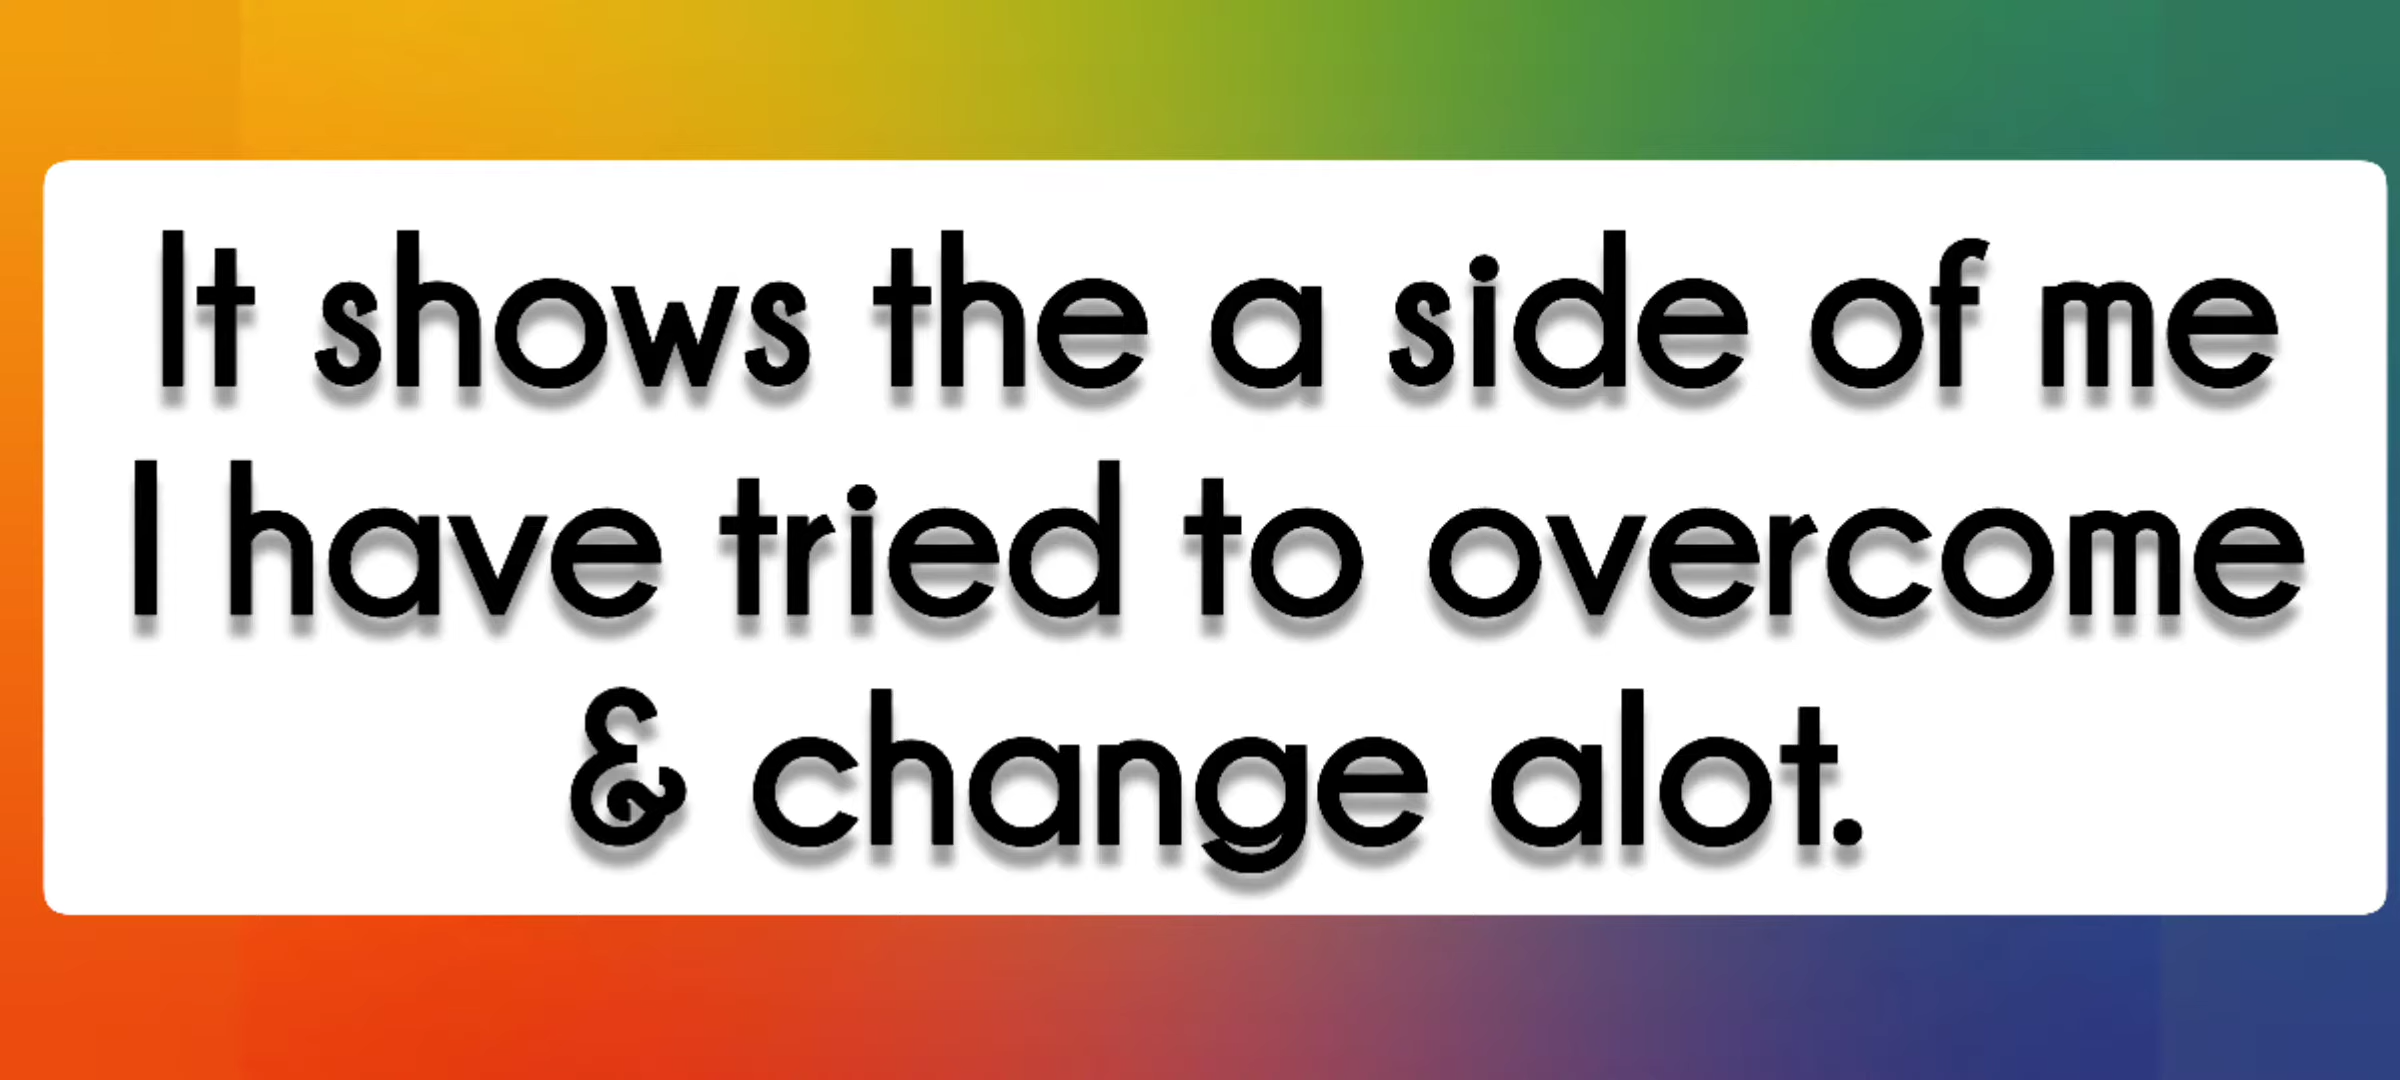 It shows the a side of me
I have tried to overcome
& change alot.